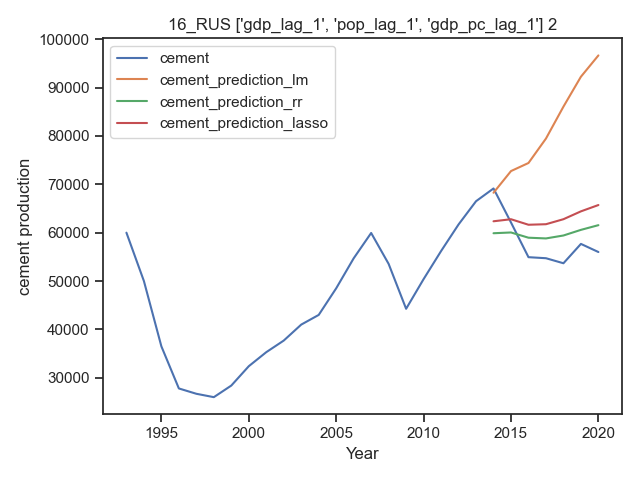 16_RUS ['gdp_lag_1', 'pop_lag_1', 'gdp_pc_lag_1'] 2
100000
90000
80000
70000
60000
50000
40000
30000
cement production
cement
cement_prediction_lm
cement_prediction_rr
cement_prediction_lasso
1995
2000
2005
2010
2015
2020
Year